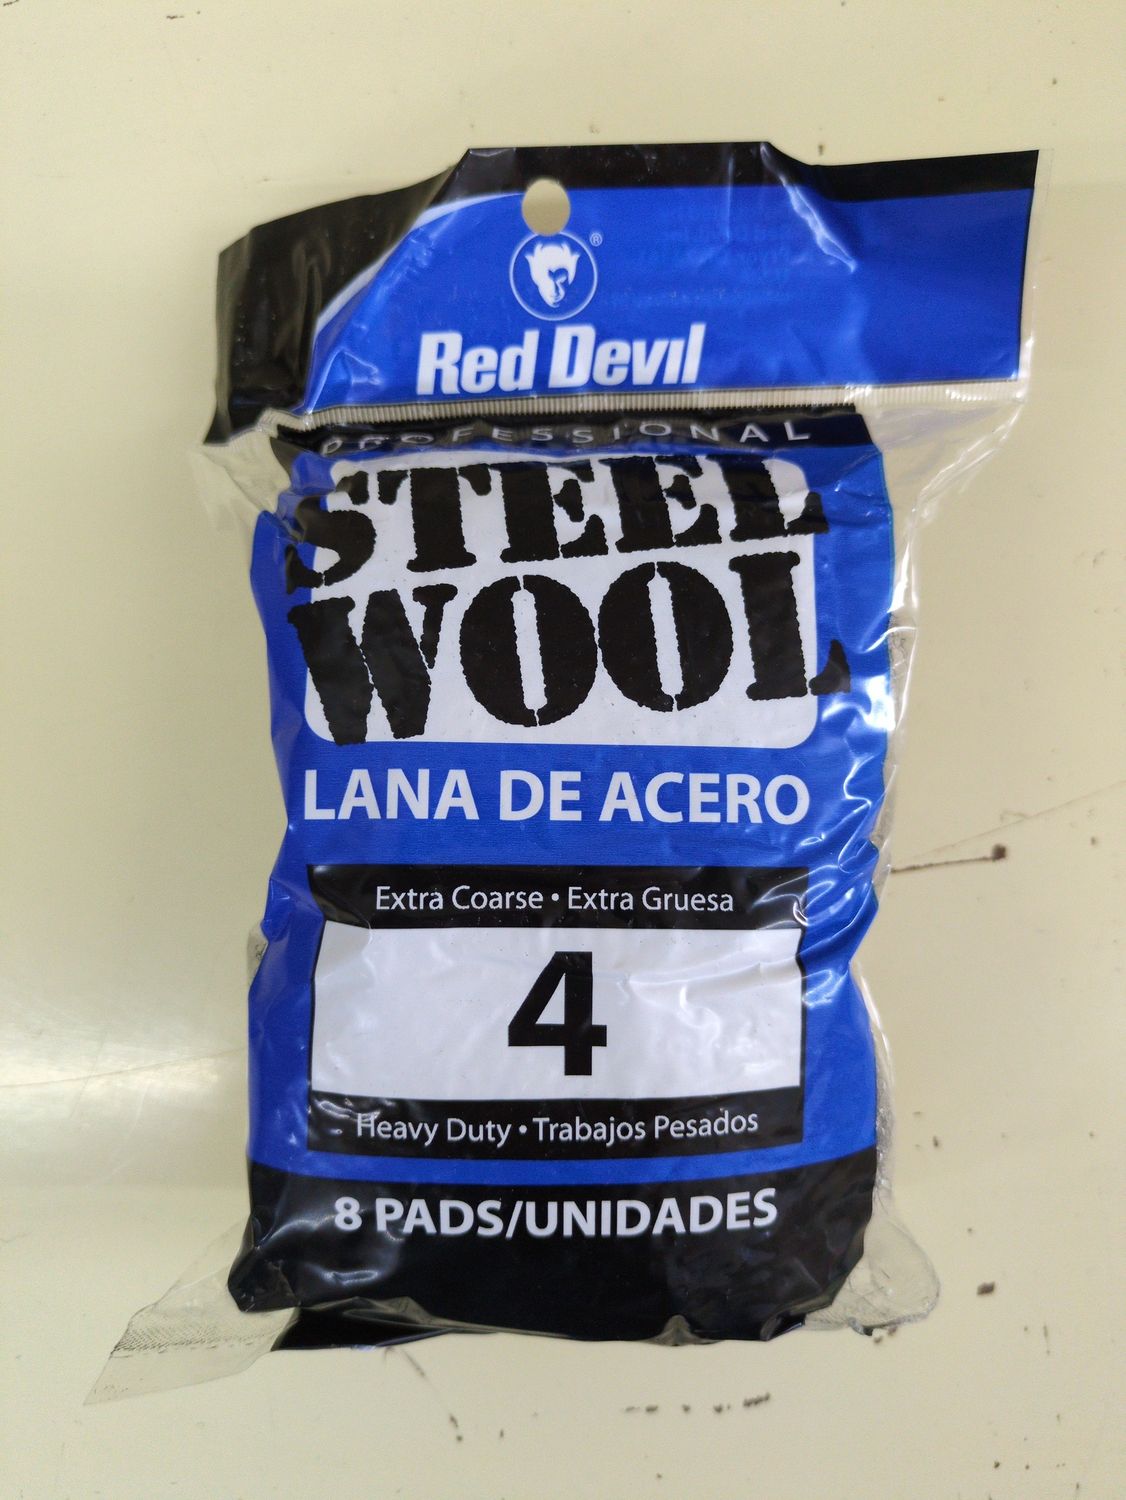 ®
Red Devil
PROFESSIONAL
STEEL
WOOL
LANA DE ACERO
Extra Coarse • Extra Gruesa
4
Heavy Duty • Trabajos Pesados
8 PADS/UNIDADES